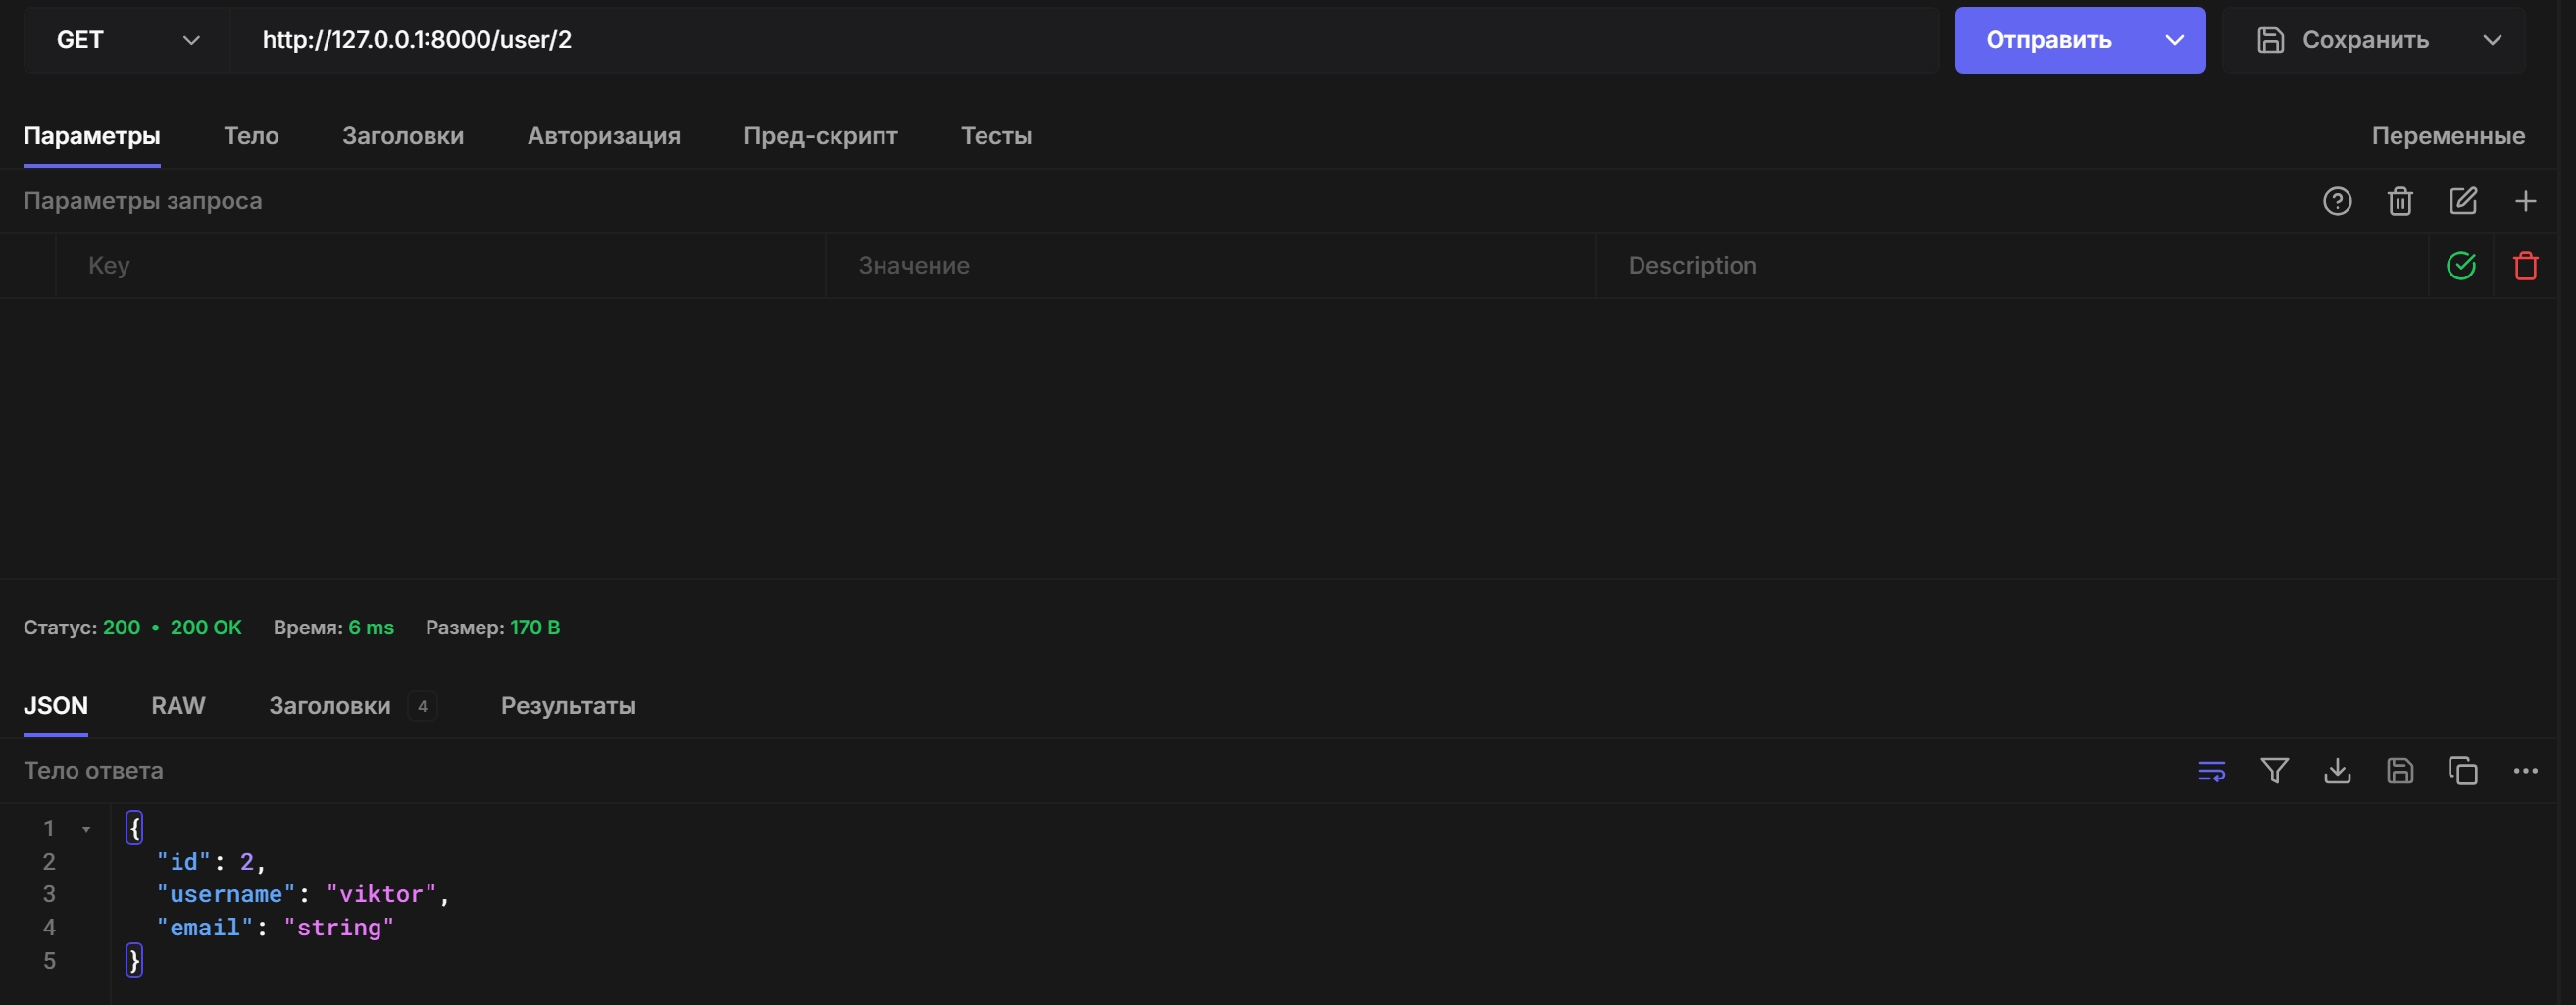 GET http://127.0.0.1:8000/user/2 Отправить Сохранить
Параметры Тело Заголовки Авторизация Пред-скрипт Тесты Переменные
Параметры запроса
Key Значение Description
Статус: 200 • 200 OK Время: 6 ms Размер: 170 B
JSON RAW Заголовки 4 Результаты
Тело ответа
1 {
2 "id": 2,
3 "username": "viktor",
4 "email": "string"
5 }